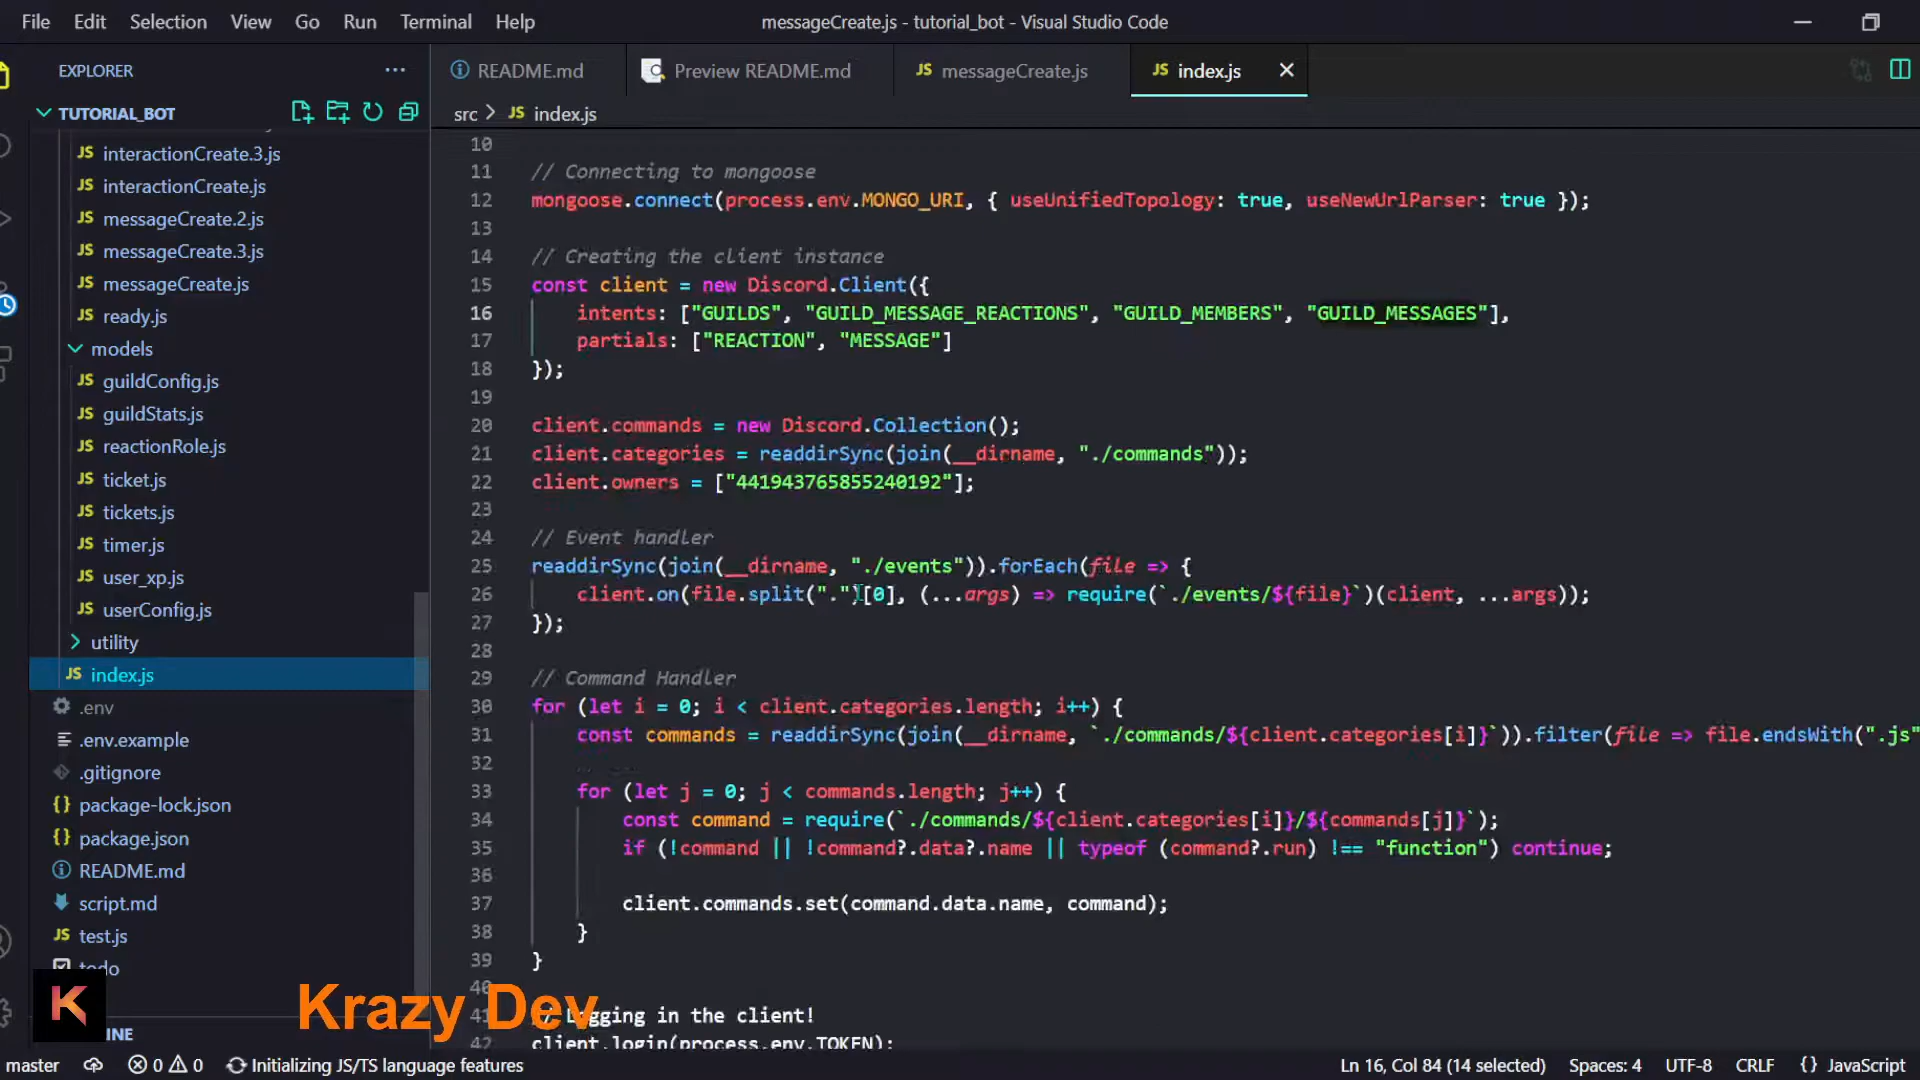 File Edit Selection View Go Run Terminal Help
messageCreate.js - tutorial_bot - Visual Studio Code
EXPLORER
TUTORIAL_BOT
interactionCreate.3.js
interactionCreate.js
messageCreate.2.js
messageCreate.3.js
messageCreate.js
ready.js
models
guildConfig.js
guildStats.js
reactionRole.js
ticket.js
tickets.js
timer.js
user_xp.js
userConfig.js
utility
index.js
.env
.env.example
.gitignore
package-lock.json
package.json
README.md
script.md
test.js
todo
README.md Preview README.md messageCreate.js index.js
src > index.js
10
11 // Connecting to mongoose
12 mongoose.connect(process.env.MONGO_URI, { useUnifiedTopology: true, useNewUrlParser: true });
13
14 // Creating the client instance
15 const client = new Discord.Client({
16 intents: ["GUILDS", "GUILD_MESSAGE_REACTIONS", "GUILD_MEMBERS", "GUILD_MESSAGES"],
17 partials: ["REACTION", "MESSAGE"]
18 });
19
20 client.commands = new Discord.Collection();
21 client.categories = readdirSync(join(__dirname, "./commands"));
22 client.owners = ["441943765855240192"];
23
24 // Event handler
25 readdirSync(join(__dirname, "./events")).forEach(file => {
26 client.on(file.split(".")[0], (...args) => require(`./events/${file}`)(client, ...args));
27 });
28
29 // Command Handler
30 for (let i = 0; i < client.categories.length; i++) {
31 const commands = readdirSync(join(__dirname, `./commands/${client.categories[i]}`)).filter(file => file.endsWith(".js"
32
33 for (let j = 0; j < commands.length; j++) {
34 const command = require(`./commands/${client.categories[i]}/${commands[j]}`);
35 if (!command || !command?.data?.name || typeof (command?.run) !== "function") continue;
36
37 client.commands.set(command.data.name, command);
38 }
39 }
40
41 // Logging in the client!
42 client.login(process.env.TOKEN);
K Krazy Dev
master 0 0 Initializing JS/TS language features
Ln 16, Col 84 (14 selected) Spaces: 4 UTF-8 CRLF {} JavaScript